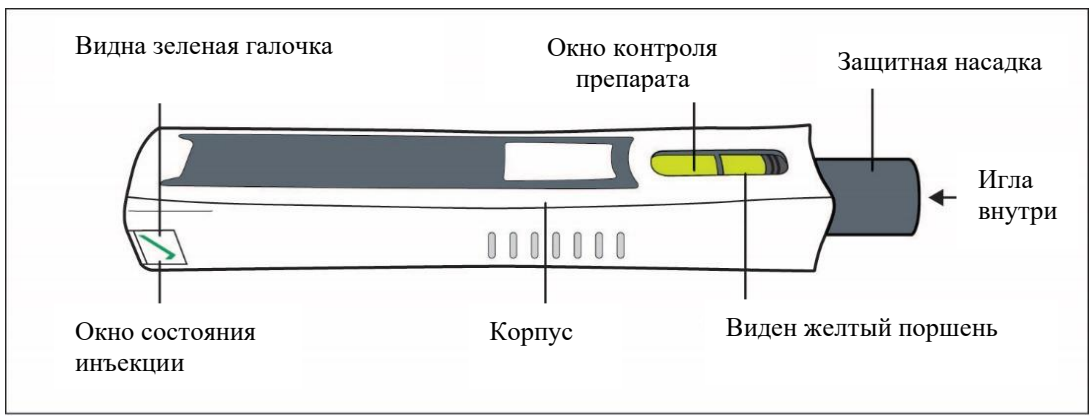 Видна зеленая галочка
Окно контроля
препарата
Защитная насадка
Игла
внутри
Окно состояния
инъекции
Корпус
Виден желтый поршень